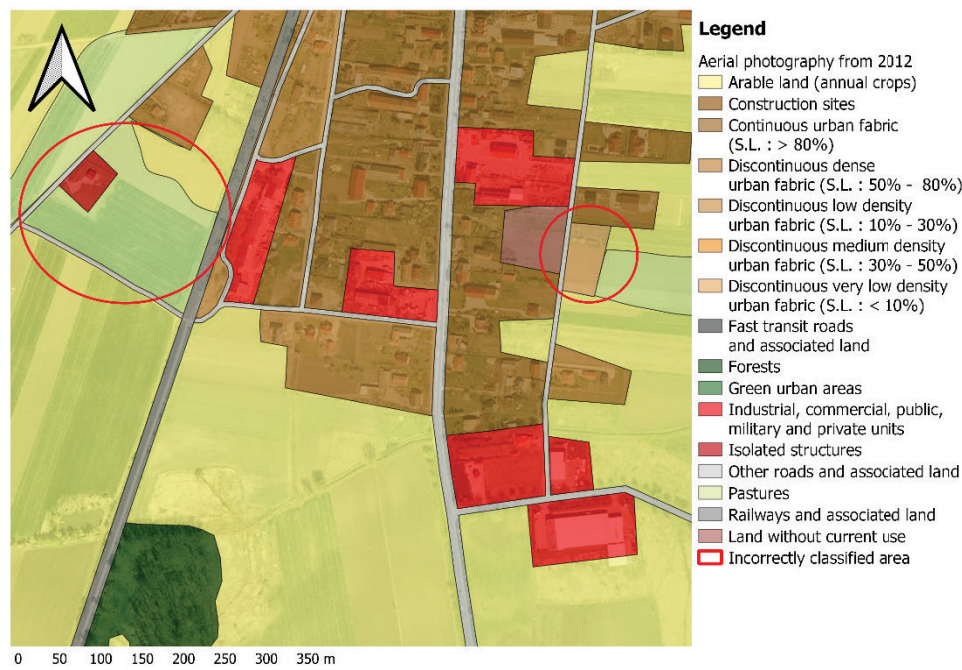 Legend
Aerial photography from 2012
Arable land (annual crops)
Construction sites
Continuous urban fabric
(S.L. : > 80%)
Discontinuous dense
urban fabric (S.L. : 50% - 80%)
Discontinuous low density
urban fabric (S.L. : 10% - 30%)
Discontinuous medium density
urban fabric (S.L. : 30% - 50%)
Discontinuous very low density
urban fabric (S.L. : < 10%)
Fast transit roads
and associated land
Forests
Green urban areas
Industrial, commercial, public,
military and private units
Isolated structures
Other roads and associated land
Pastures
Railways and associated land
Land without current use
Incorrectly classified area
0 50 100 150 200 250 300 350 m